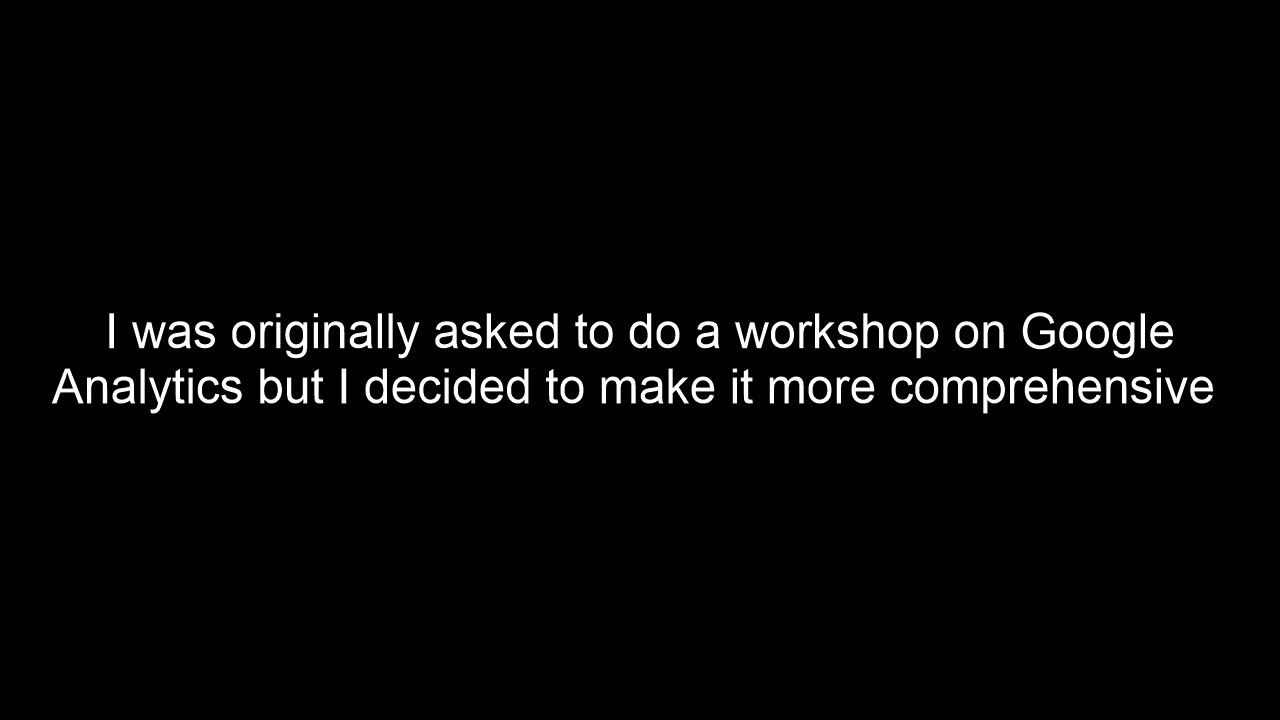 I was originally asked to do a workshop on Google
Analytics but I decided to make it more comprehensive